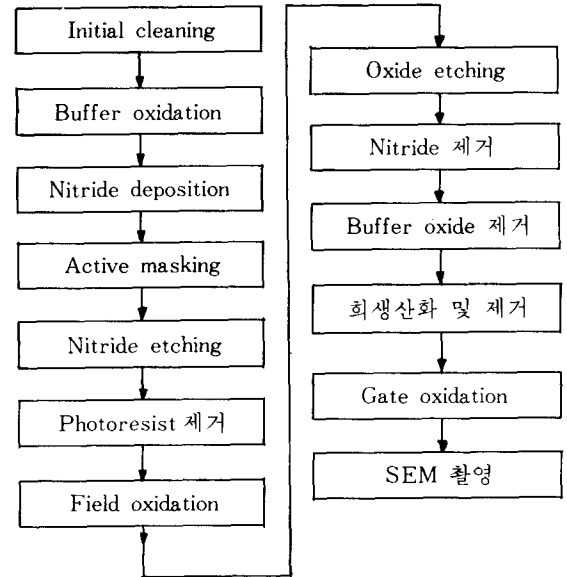 Initial cleaning
Buffer oxidation
Nitride deposition
Active masking
Nitride etching
Photoresist 제거
Field oxidation
Oxide etching
Nitride 제거
Buffer oxide 제거
희생산화 및 제거
Gate oxidation
SEM 촬영